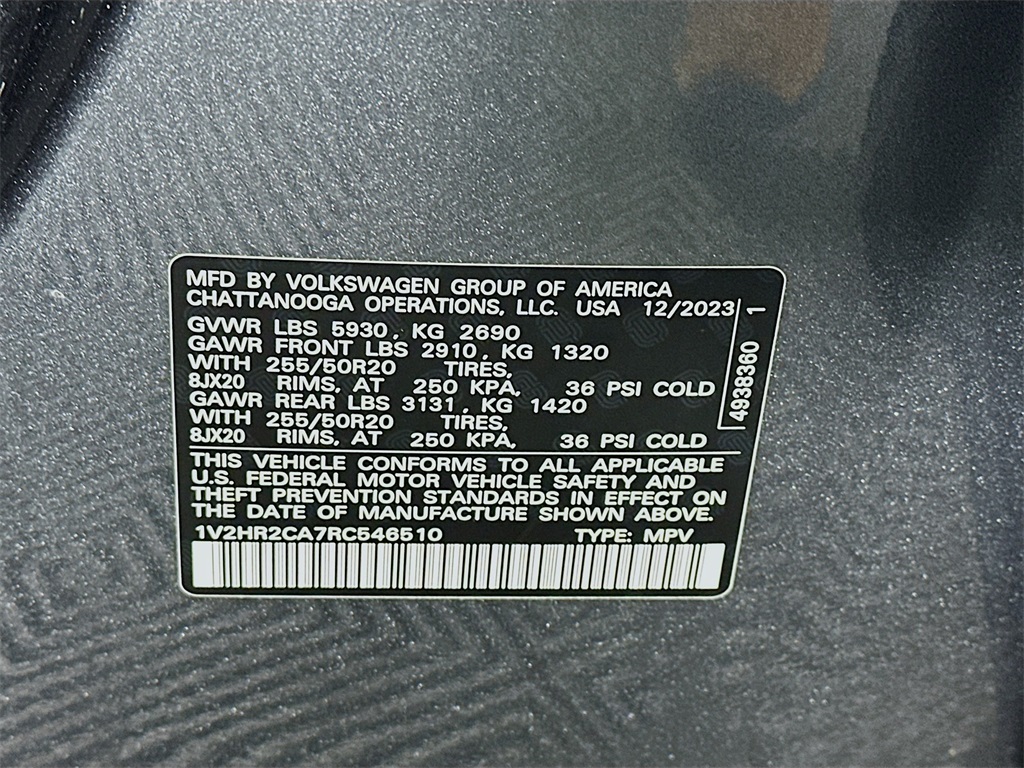 MFD BY VOLKSWAGEN GROUP OF AMERICA
CHATTANOOGA OPERATIONS, LLC. USA 12/2023
GVWR LBS 5930, KG 2690
GAWR FRONT LBS 2910, KG 1320
WITH 255/50R20 TIRES,
8JX20 RIMS, AT 250 KPA, 36 PSI COLD
GAWR REAR LBS 3131, KG 1420
WITH 255/50R20 TIRES,
8JX20 RIMS, AT 250 KPA, 36 PSI COLD
4938360 1
THIS VEHICLE CONFORMS TO ALL APPLICABLE
U.S. FEDERAL MOTOR VEHICLE SAFETY AND
THEFT PREVENTION STANDARDS IN EFFECT ON
THE DATE OF MANUFACTURE SHOWN ABOVE.
1V2HR2CA7RC546510 TYPE: MPV